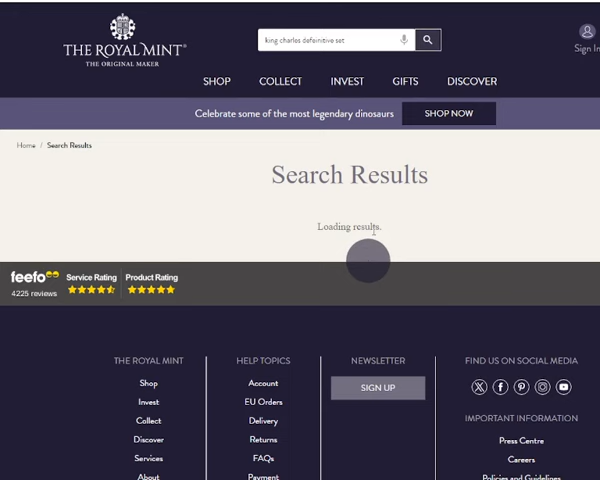 THE ROYAL MINT®
THE ORIGINAL MAKER
king charles definitive set
Sign In
SHOP COLLECT INVEST GIFTS DISCOVER
Celebrate some of the most legendary dinosaurs SHOP NOW
Home / Search Results
Search Results
Loading results.
feefo Service Rating Product Rating
4225 reviews
THE ROYAL MINT HELP TOPICS NEWSLETTER FIND US ON SOCIAL MEDIA
Shop Account SIGN UP
Invest EU Orders
Collect Delivery IMPORTANT INFORMATION
Discover Returns Press Centre
Services FAQs Careers
About Payment Policies and Guidelines